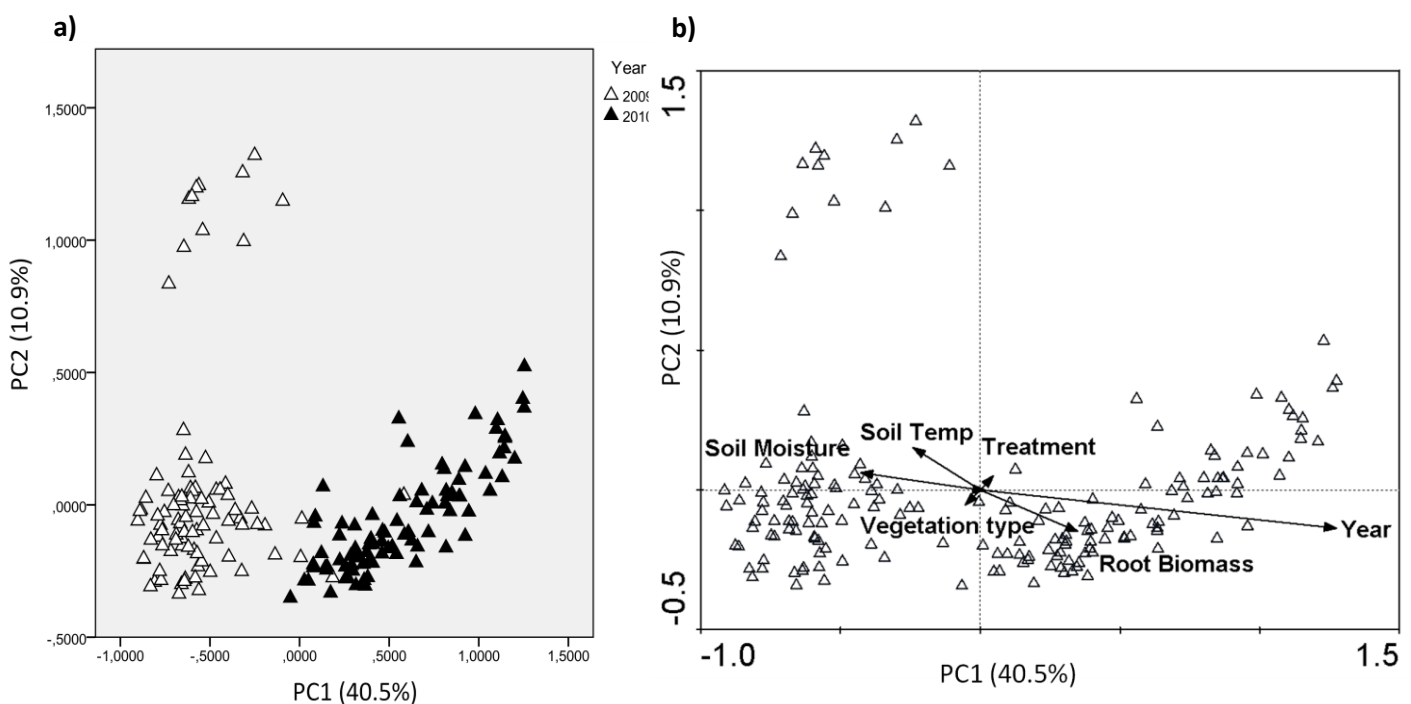 a)
Year
2009
2010
1,5000
1,0000
,5000
,0000
-,5000
PC2 (10.9%)
-1,0000 -,5000 ,0000 ,5000 1,0000 1,5000
PC1 (40.5%)
b)
1.5
PC2 (10.9%)
-0.5
Soil Moisture
Soil Temp
Treatment
Vegetation type
Year
Root Biomass
-1.0
1.5
PC1 (40.5%)